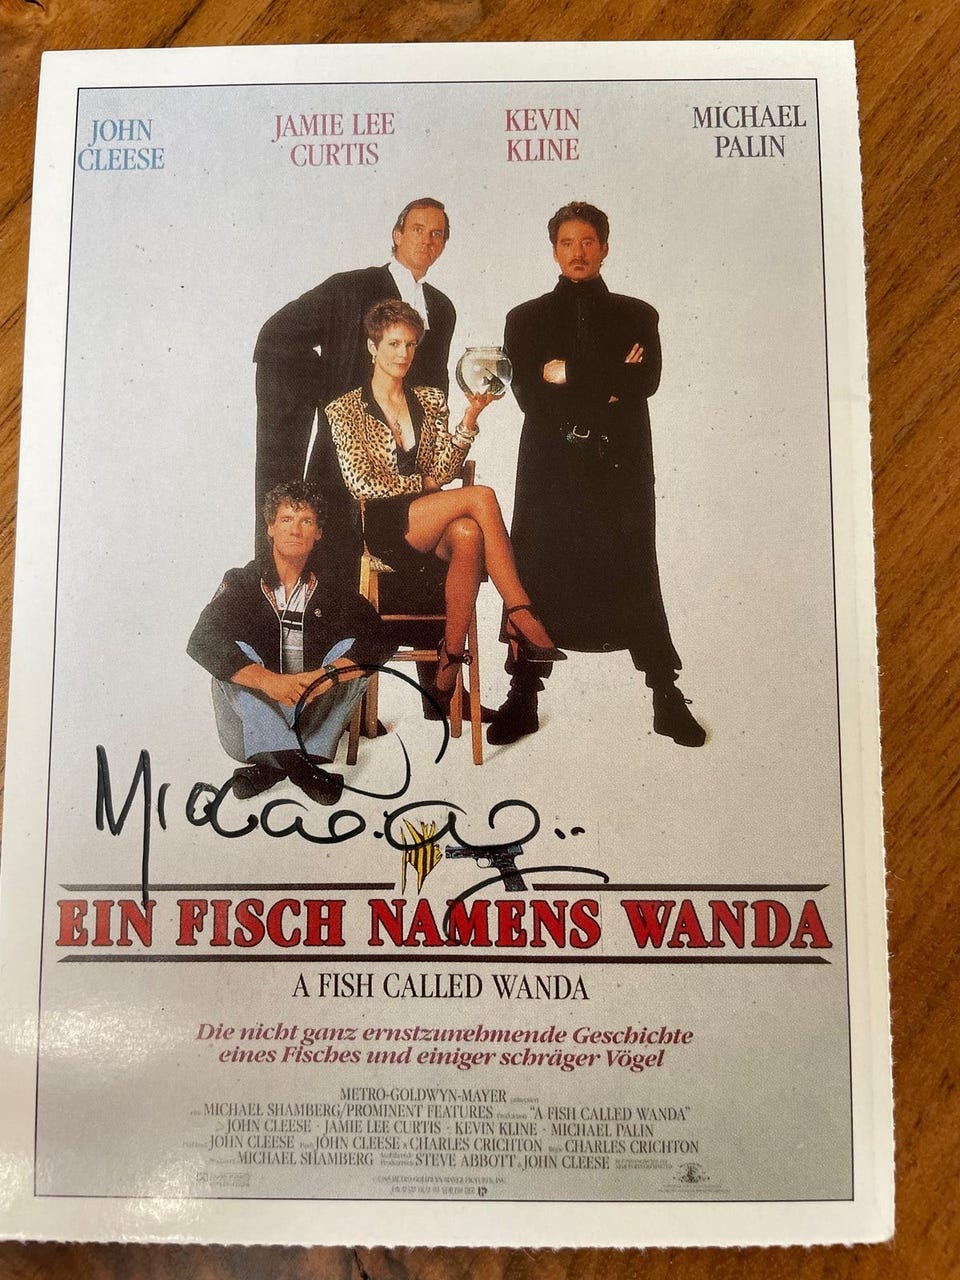 JOHN CLEESE
JAMIE LEE CURTIS
KEVIN KLINE
MICHAEL PALIN
EIN FISCH NAMENS WANDA
A FISH CALLED WANDA
Die nicht ganz ernstzunehmende Geschichte
eines Fisches und einiger schräger Vögel
METRO-GOLDWYN-MAYER
MICHAEL SHAMBERG/PROMINENT FEATURES "A FISH CALLED WANDA"
JOHN CLEESE · JAMIE LEE CURTIS · KEVIN KLINE · MICHAEL PALIN
JOHN CLEESE JOHN CLEESE & CHARLES CRICHTON CHARLES CRICHTON
MICHAEL SHAMBERG STEVE ABBOTT JOHN CLEESE